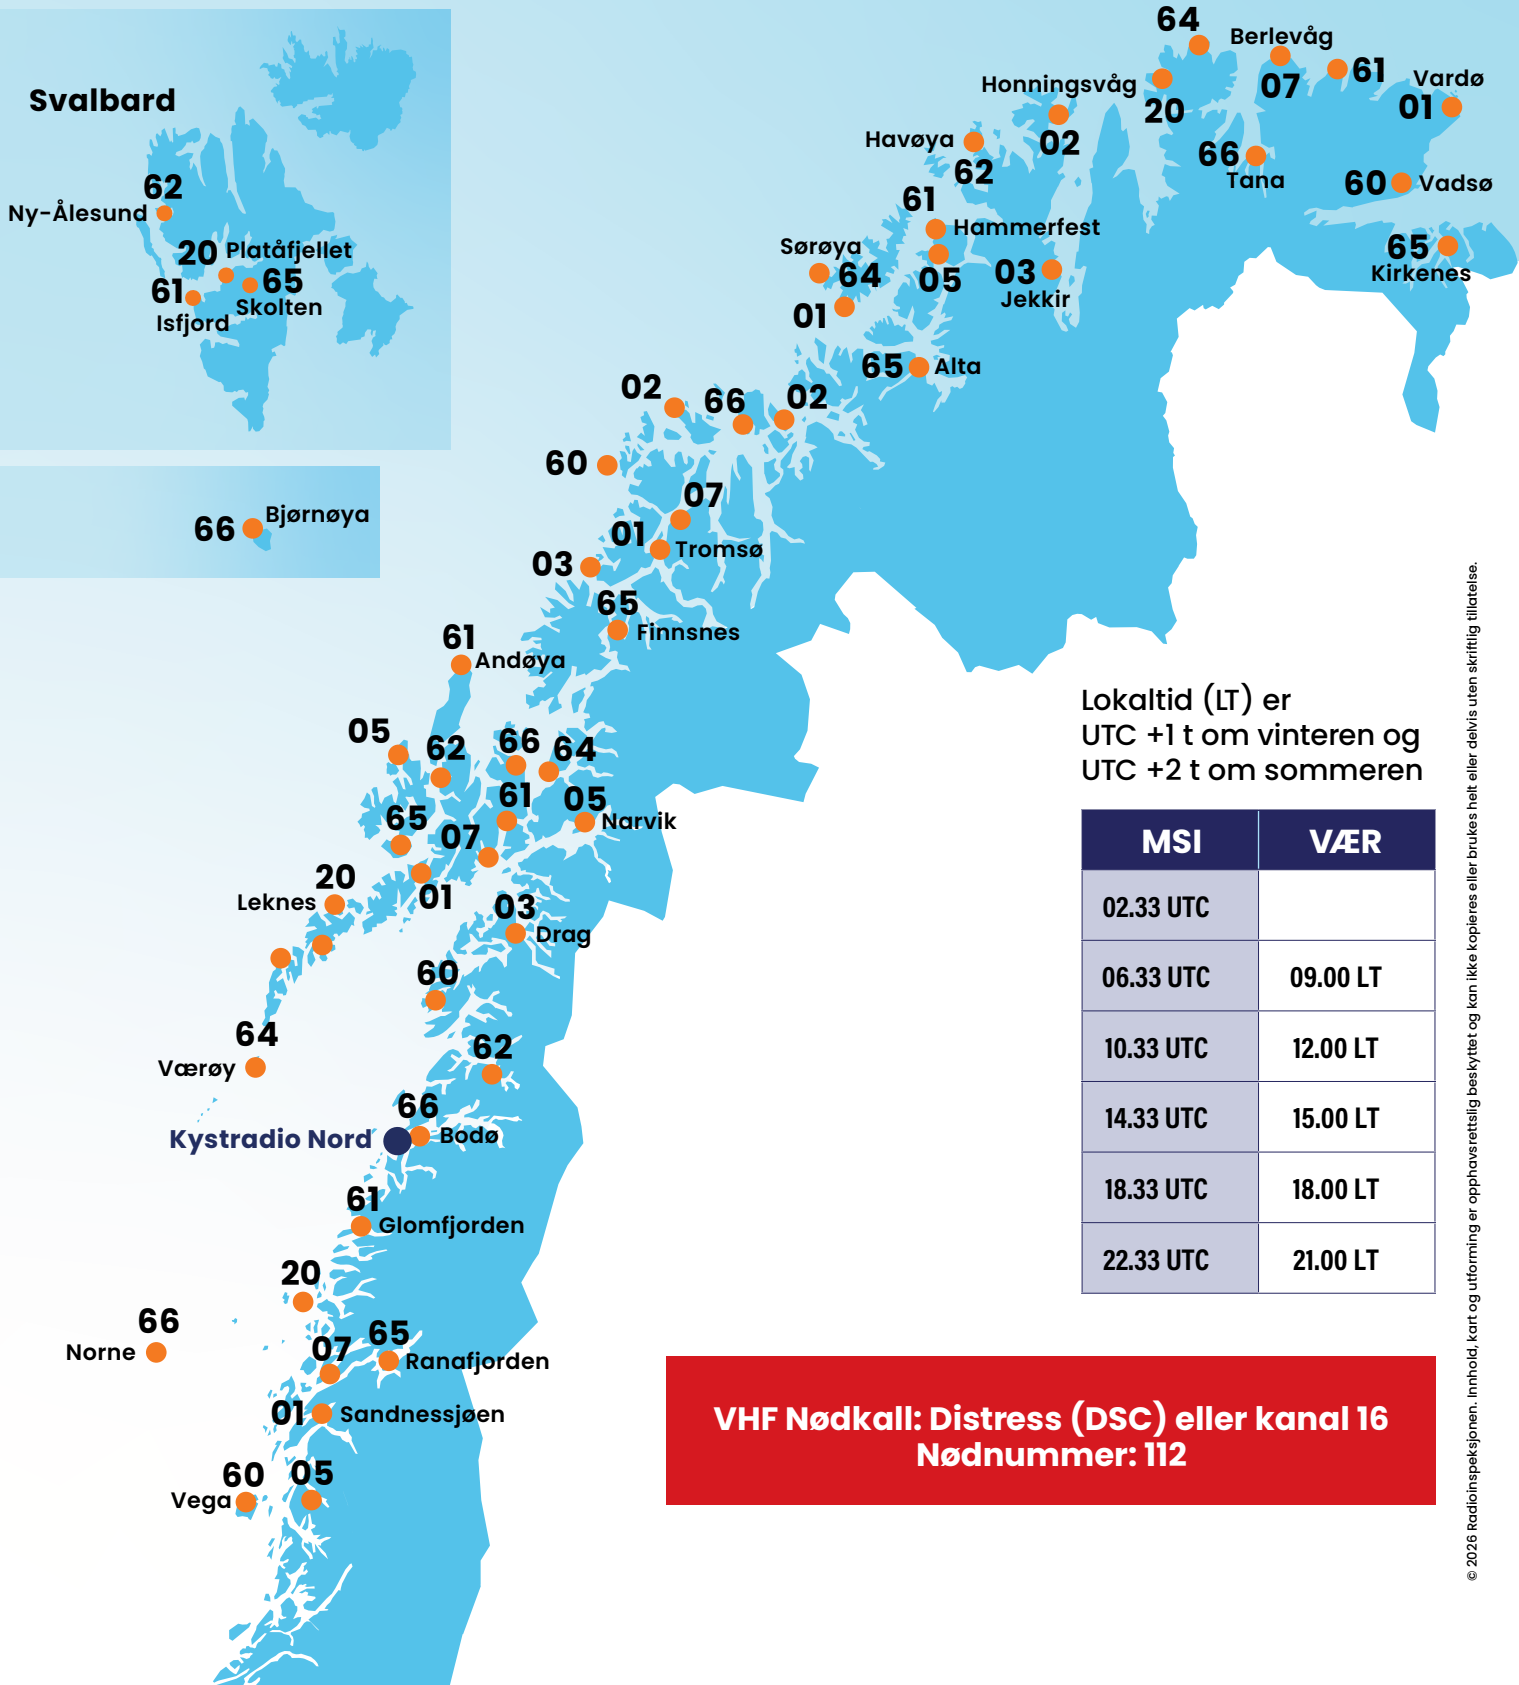 Svalbard
62
Ny-Ålesund
20 Platåfjellet
61
65
Skolten
Isfjord
66
Bjørnøya
64
Berlevåg
07
61
Vardø
01
Honningsvåg
02
20
Havøya
62
66
Tana
60
Vadsø
65
Kirkenes
61
Hammerfest
05
Sørøya
64
01
03
Jekkir
65
Alta
02
66
02
60
07
01
Tromsø
03
65
Finnsnes
61
Andøya
05
62
66
64
61
05
Narvik
65
07
01
20
Leknes
03
Drag
60
64
Værøy
62
66
Kystradio Nord
Bodø
61
Glomfjorden
20
66
Norne
07
65
Ranafjorden
01
Sandnessjøen
60
Vega
05
Lokaltid (LT) er
UTC +1 t om vinteren og
UTC +2 t om sommeren
MSI VÆR
02.33 UTC
06.33 UTC 09.00 LT
10.33 UTC 12.00 LT
14.33 UTC 15.00 LT
18.33 UTC 18.00 LT
22.33 UTC 21.00 LT
VHF Nødkall: Distress (DSC) eller kanal 16
Nødnummer: 112
© 2026 Radioinspeksjonen. Innhold, kart og utforming er opphavsrettslig beskyttet og kan ikke kopieres eller brukes helt eller delvis uten skriftlig tillatelse.